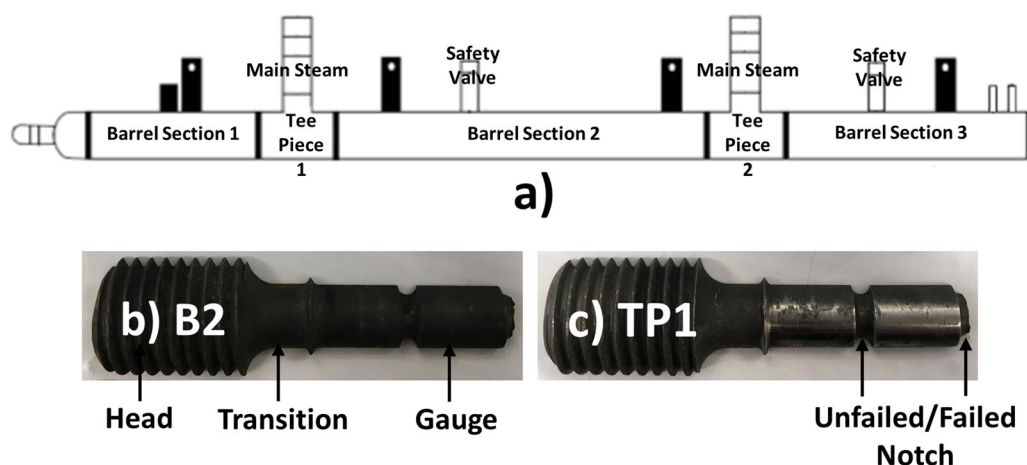 Main Steam
Safety
Valve
Main Steam
Safety
Valve
Barrel Section 1
Tee
Piece
1
Barrel Section 2
Tee
Piece
2
Barrel Section 3
a)
b) B2
c) TP1
Head
Transition
Gauge
Unfailed/Failed
Notch